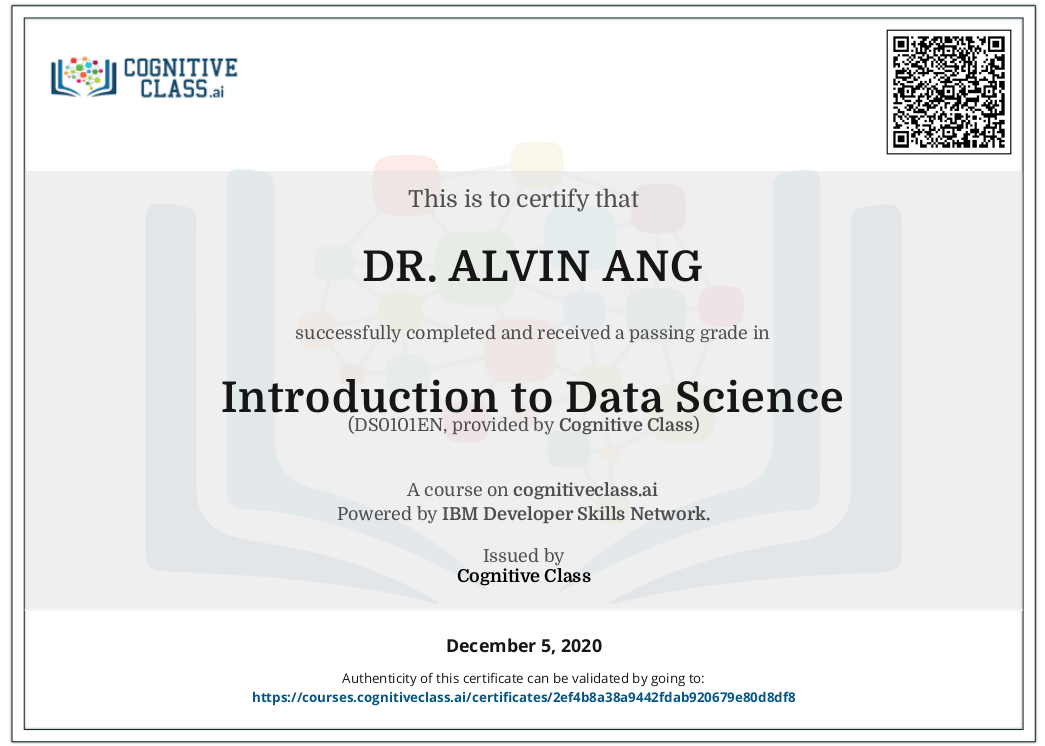 COGNITIVE
CLASS.ai
This is to certify that
DR. ALVIN ANG
successfully completed and received a passing grade in
Introduction to Data Science
(DS0101EN, provided by Cognitive Class)
A course on cognitiveclass.ai
Powered by IBM Developer Skills Network.
Issued by
Cognitive Class
December 5, 2020
Authenticity of this certificate can be validated by going to:
https://courses.cognitiveclass.ai/certificates/2ef4b8a38a9442fdab920679e80d8df8